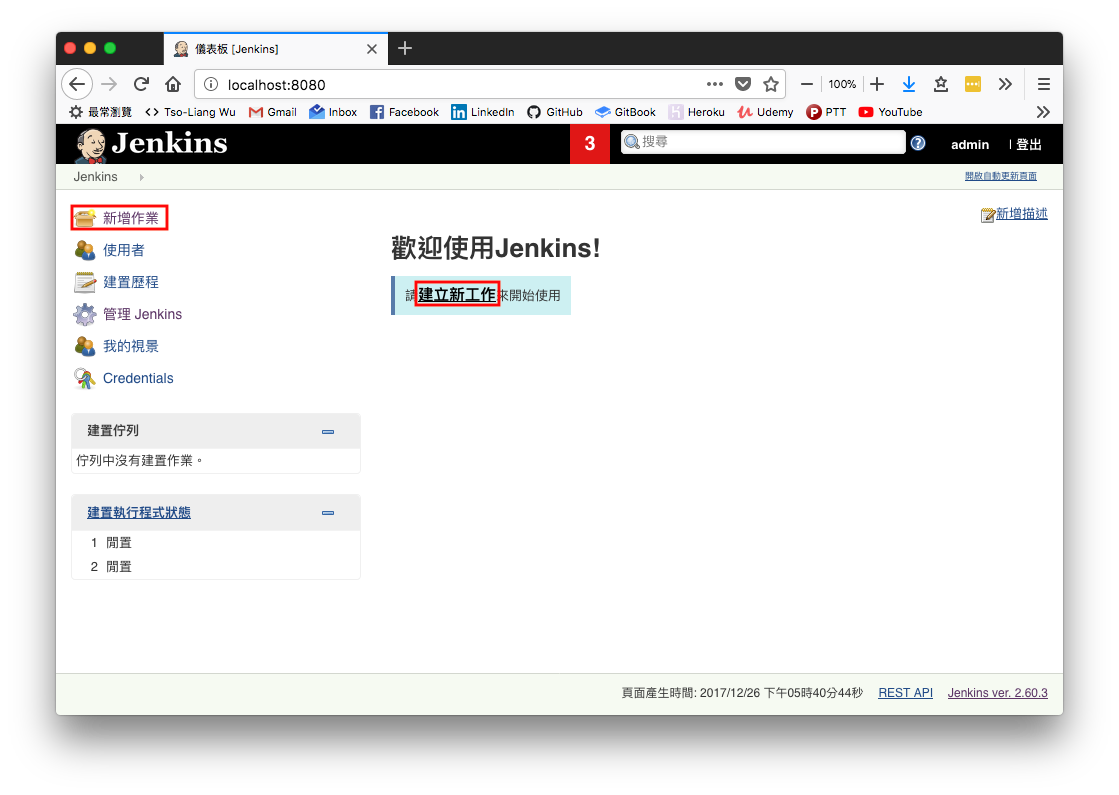 儀表板 [Jenkins]
localhost:8080
100%
最常瀏覽 Tso-Liang Wu Gmail Inbox Facebook LinkedIn GitHub GitBook Heroku Udemy PTT YouTube
Jenkins 3 搜尋 admin | 登出
Jenkins 開啟自動更新頁面
新增作業 新增描述
使用者
建置歷程
管理 Jenkins
我的視景
Credentials
歡迎使用Jenkins!
請建立新工作來開始使用
建置佇列
佇列中沒有建置作業。
建置執行程式狀態
1 閒置
2 閒置
頁面產生時間: 2017/12/26 下午05時40分44秒 REST API Jenkins ver. 2.60.3